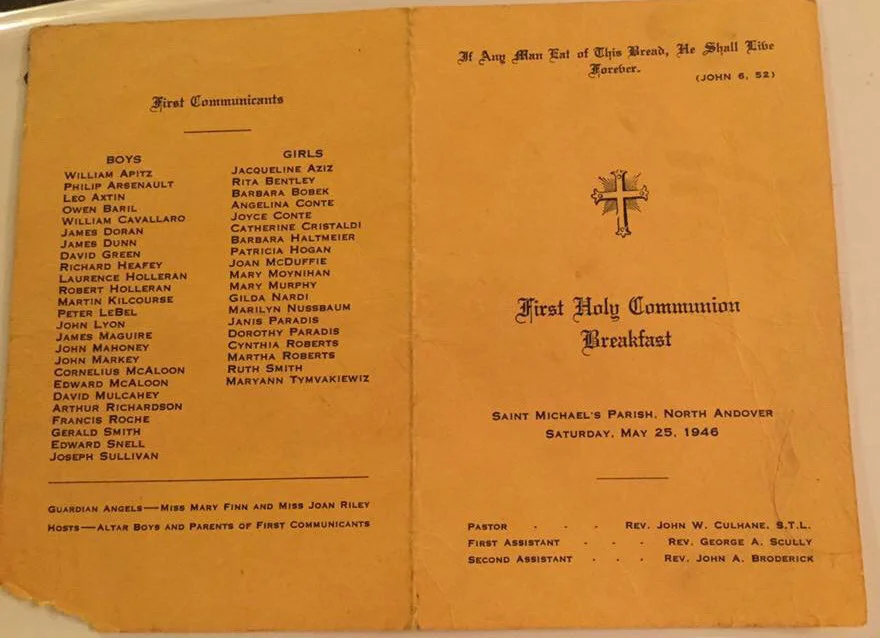 First Communicants
BOYS
WILLIAM APITZ
PHILIP ARSENAULT
LEO AXTIN
OWEN BARIL
WILLIAM CAVALLARO
JAMES DORAN
JAMES DUNN
DAVID GREEN
RICHARD HEAFEY
LAURENCE HOLLERAN
ROBERT HOLLERAN
MARTIN KILCOURSE
PETER LEBEL
JOHN LYON
JAMES MAGUIRE
JOHN MAHONEY
JOHN MARKEY
CORNELIUS MCALOON
EDWARD MCALOON
DAVID MULCAHEY
ARTHUR RICHARDSON
FRANCIS ROCHE
GERALD SMITH
EDWARD SNELL
JOSEPH SULLIVAN
GIRLS
JACQUELINE AZIZ
RITA BENTLEY
BARBARA BOBEK
ANGELINA CONTE
JOYCE CONTE
CATHERINE CRISTALDI
BARBARA HALTMEIER
PATRICIA HOGAN
JOAN MCDUFFIE
MARY MOYNIHAN
MARY MURPHY
GILDA NARDI
MARILYN NUSSBAUM
JANIS PARADIS
DOROTHY PARADIS
CYNTHIA ROBERTS
MARTHA ROBERTS
RUTH SMITH
MARYANN TYMVAKIEWIZ
GUARDIAN ANGELS—MISS MARY FINN AND MISS JOAN RILEY
HOSTS—ALTAR BOYS AND PARENTS OF FIRST COMMUNICANTS
If Any Man Eat of This Bread, He Shall Live
Forever.
(JOHN 6, 52)
First Holy Communion
Breakfast
SAINT MICHAEL'S PARISH, NORTH ANDOVER
SATURDAY, MAY 25, 1946
PASTOR - - - REV. JOHN W. CULHANE, S.T.L.
FIRST ASSISTANT - - - REV. GEORGE A. SCULLY
SECOND ASSISTANT - - - REV. JOHN A. BRODERICK